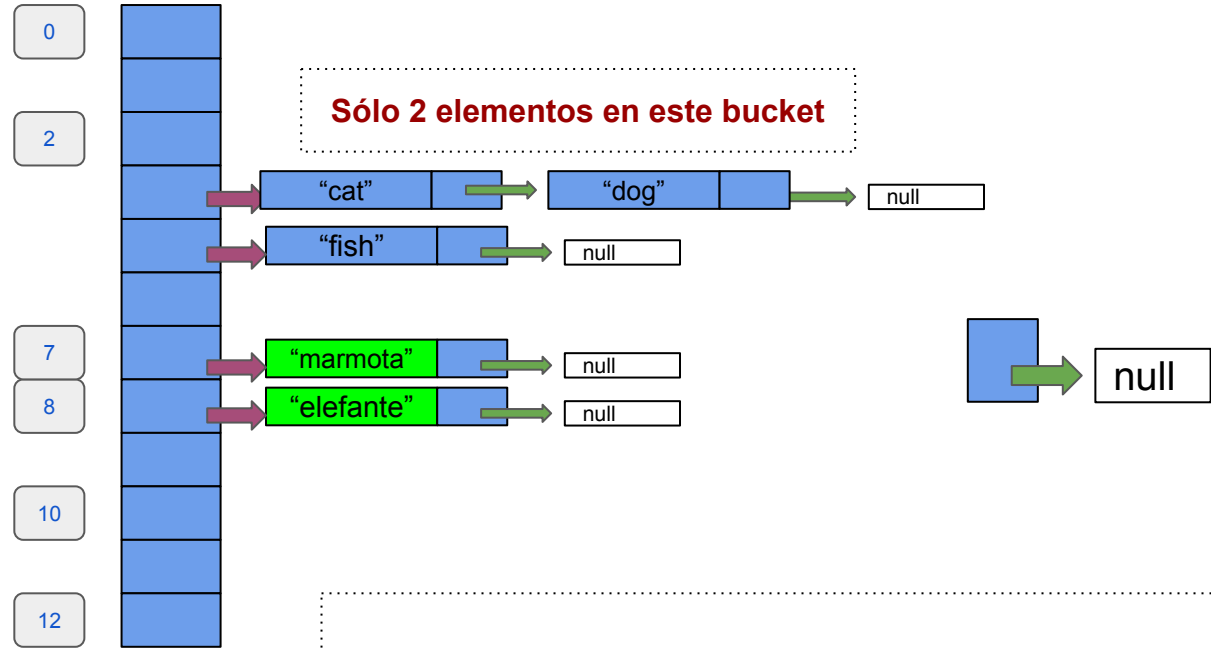 0
Sólo 2 elementos en este bucket
2
“cat” “dog” null
“fish” null
7 “marmota” null
null
8 “elefante” null
10
12